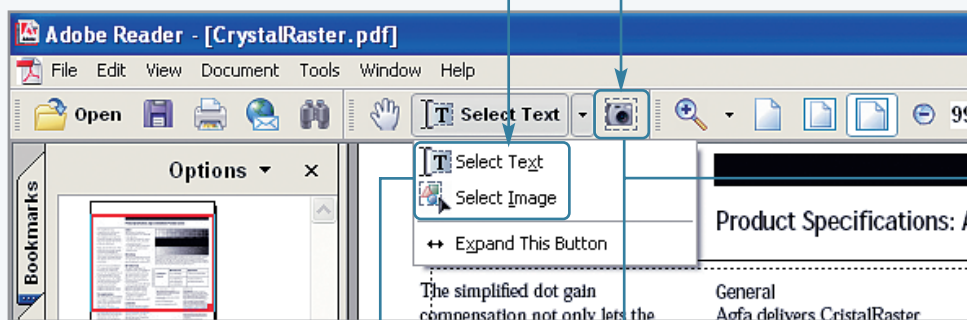 Adobe Reader - [CrystalRaster.pdf]
File Edit View Document Tools Window Help
Open Select Text
Options
Bookmarks
Select Text
Select Image
Expand This Button
Product Specifications:
The simplified dot gain
compensation not only lets the
General
Agfa delivers CristalRaster